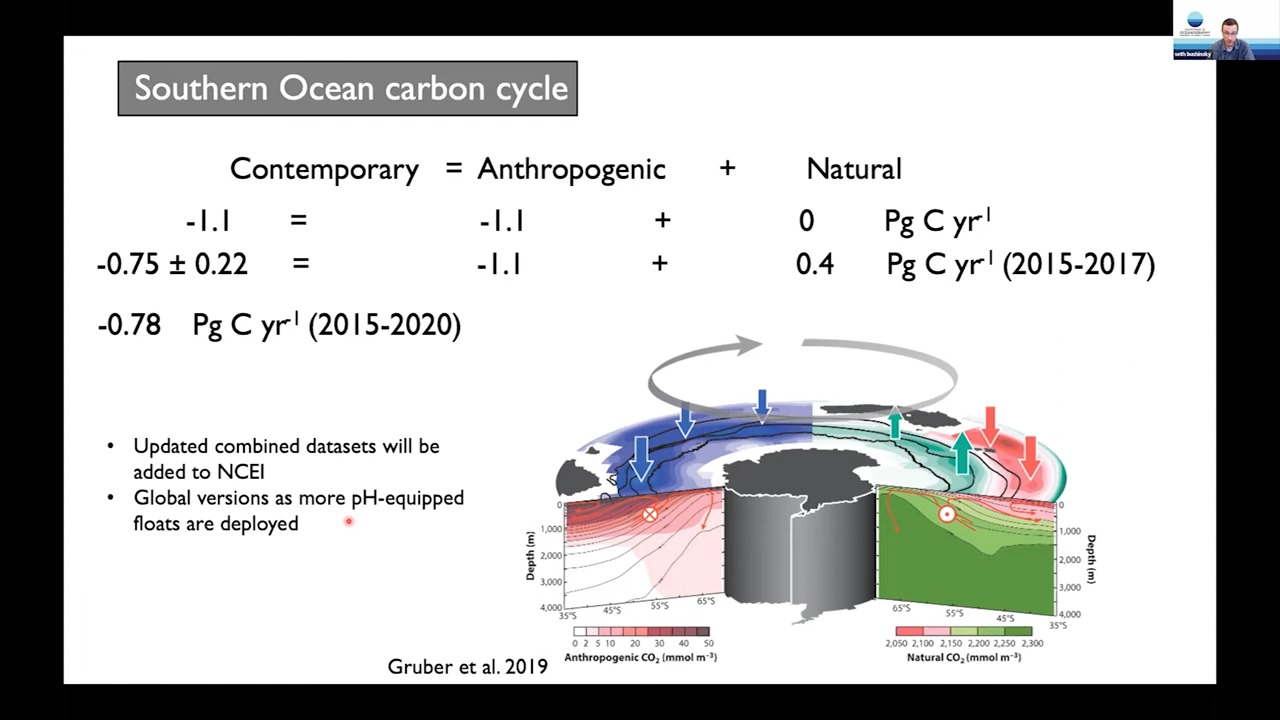 DEPARTMENT OF
OCEANOGRAPHY
seth bushinsky
Southern Ocean carbon cycle
Contemporary = Anthropogenic + Natural
-1.1 = -1.1 + 0 Pg C yr-1
-0.75 ± 0.22 = -1.1 + 0.4 Pg C yr-1 (2015-2017)
-0.78 Pg C yr-1 (2015-2020)
• Updated combined datasets will be
added to NCEI
• Global versions as more pH-equipped
floats are deployed
Depth (m)
0
1,000
2,000
3,000
4,000
35°S 45°S 55°S 65°S
0 2 5 10 20 30 40 50
Anthropogenic CO2 (mmol m-3)
0
1,000
2,000
3,000
4,000
Depth (m)
65°S 55°S 45°S 35°S
2,050 2,100 2,150 2,200 2,250 2,300
Natural CO2 (mmol m-3)
Gruber et al. 2019